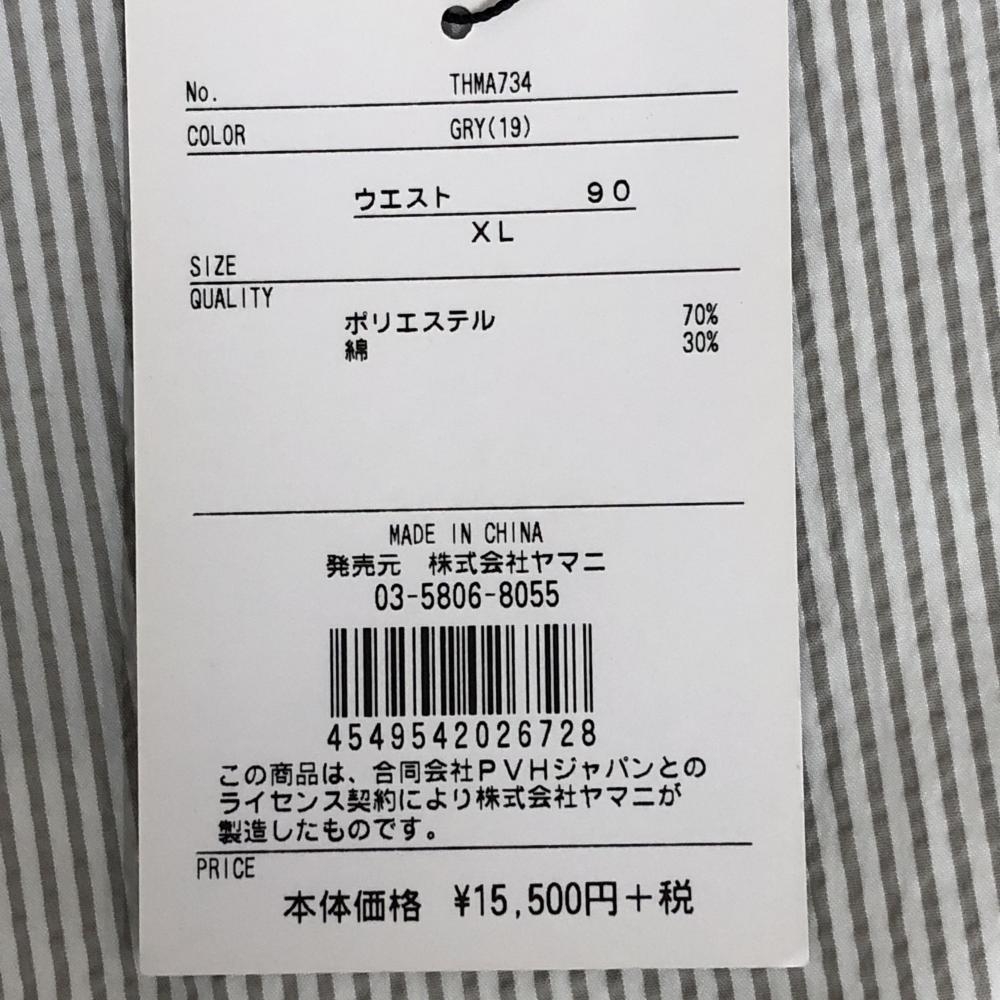 No. THMA734
COLOR GRY(19)
ウエスト 90
XL
SIZE
QUALITY
ポリエステル 70%
綿 30%
MADE IN CHINA
発売元 株式会社ヤマニ
03-5806-8055
4549542026728
この商品は、合同会社PVHジャパンとの
ライセンス契約により株式会社ヤマニが
製造したものです。
PRICE
本体価格 ¥15,500円+税